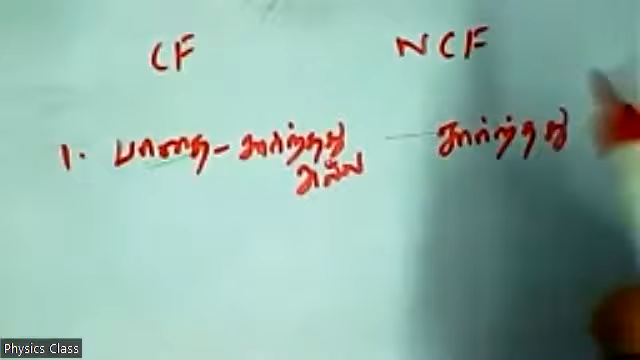 CF NCF
1. பாதை - சார்ந்தது சார்ந்தது
அல்ல
Physics Class